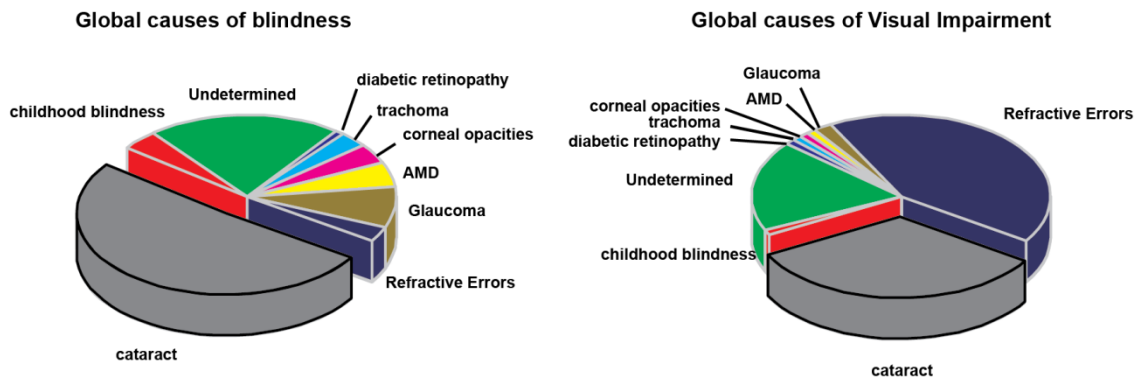 Global causes of blindness
diabetic retinopathy
Undetermined
childhood blindness
trachoma
corneal opacities
AMD
Glaucoma
Refractive Errors
cataract
Global causes of Visual Impairment
Glaucoma
AMD
corneal opacities
Refractive Errors
trachoma
diabetic retinopathy
Undetermined
childhood blindness
cataract